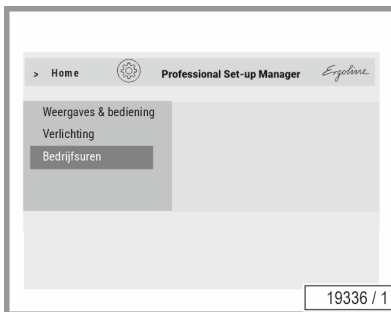 > Home Professional Set-up Manager Ergoline
Weergaves & bediening
Verlichting
Bedrijfsuren
19336 / 1